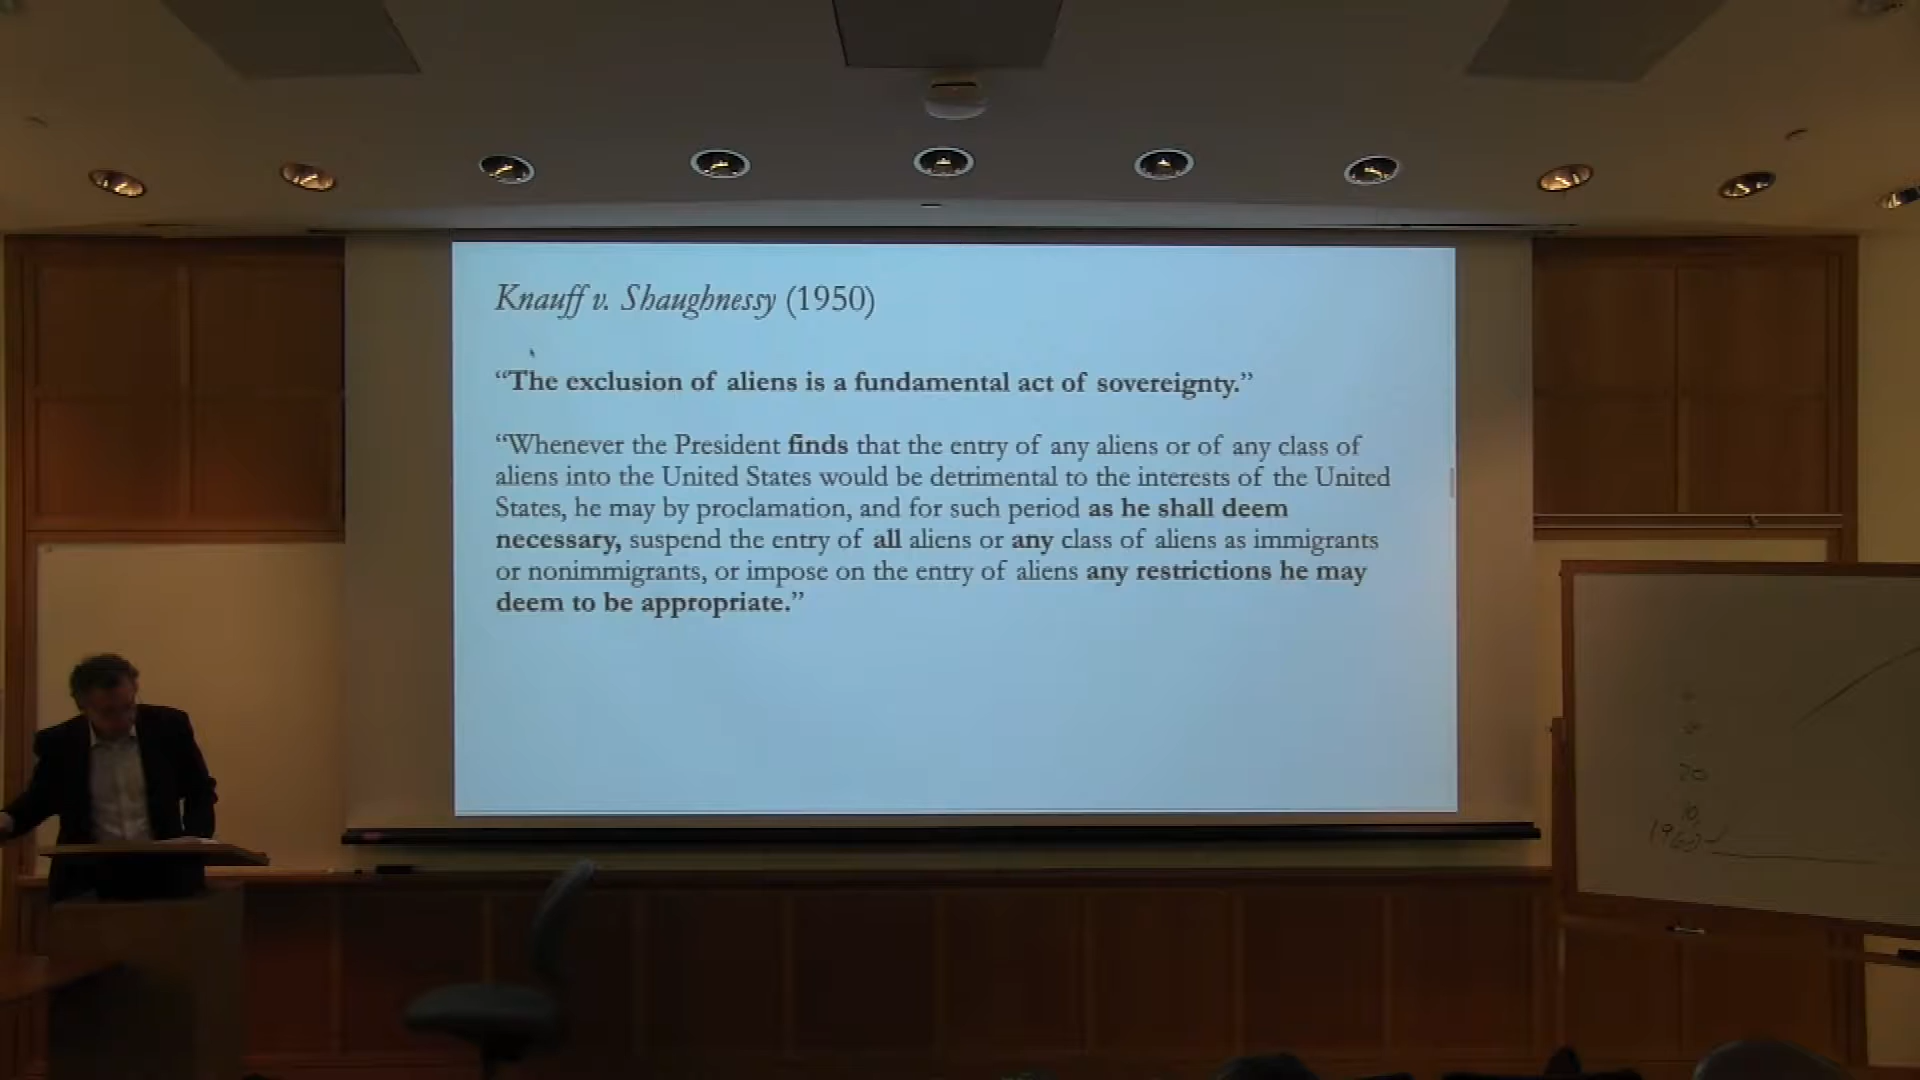 Knauff v. Shaughnessy (1950)
“The exclusion of aliens is a fundamental act of sovereignty.”
“Whenever the President finds that the entry of any aliens or of any class of
aliens into the United States would be detrimental to the interests of the United
States, he may by proclamation, and for such period as he shall deem
necessary, suspend the entry of all aliens or any class of aliens as immigrants
or nonimmigrants, or impose on the entry of aliens any restrictions he may
deem to be appropriate.”
20
10